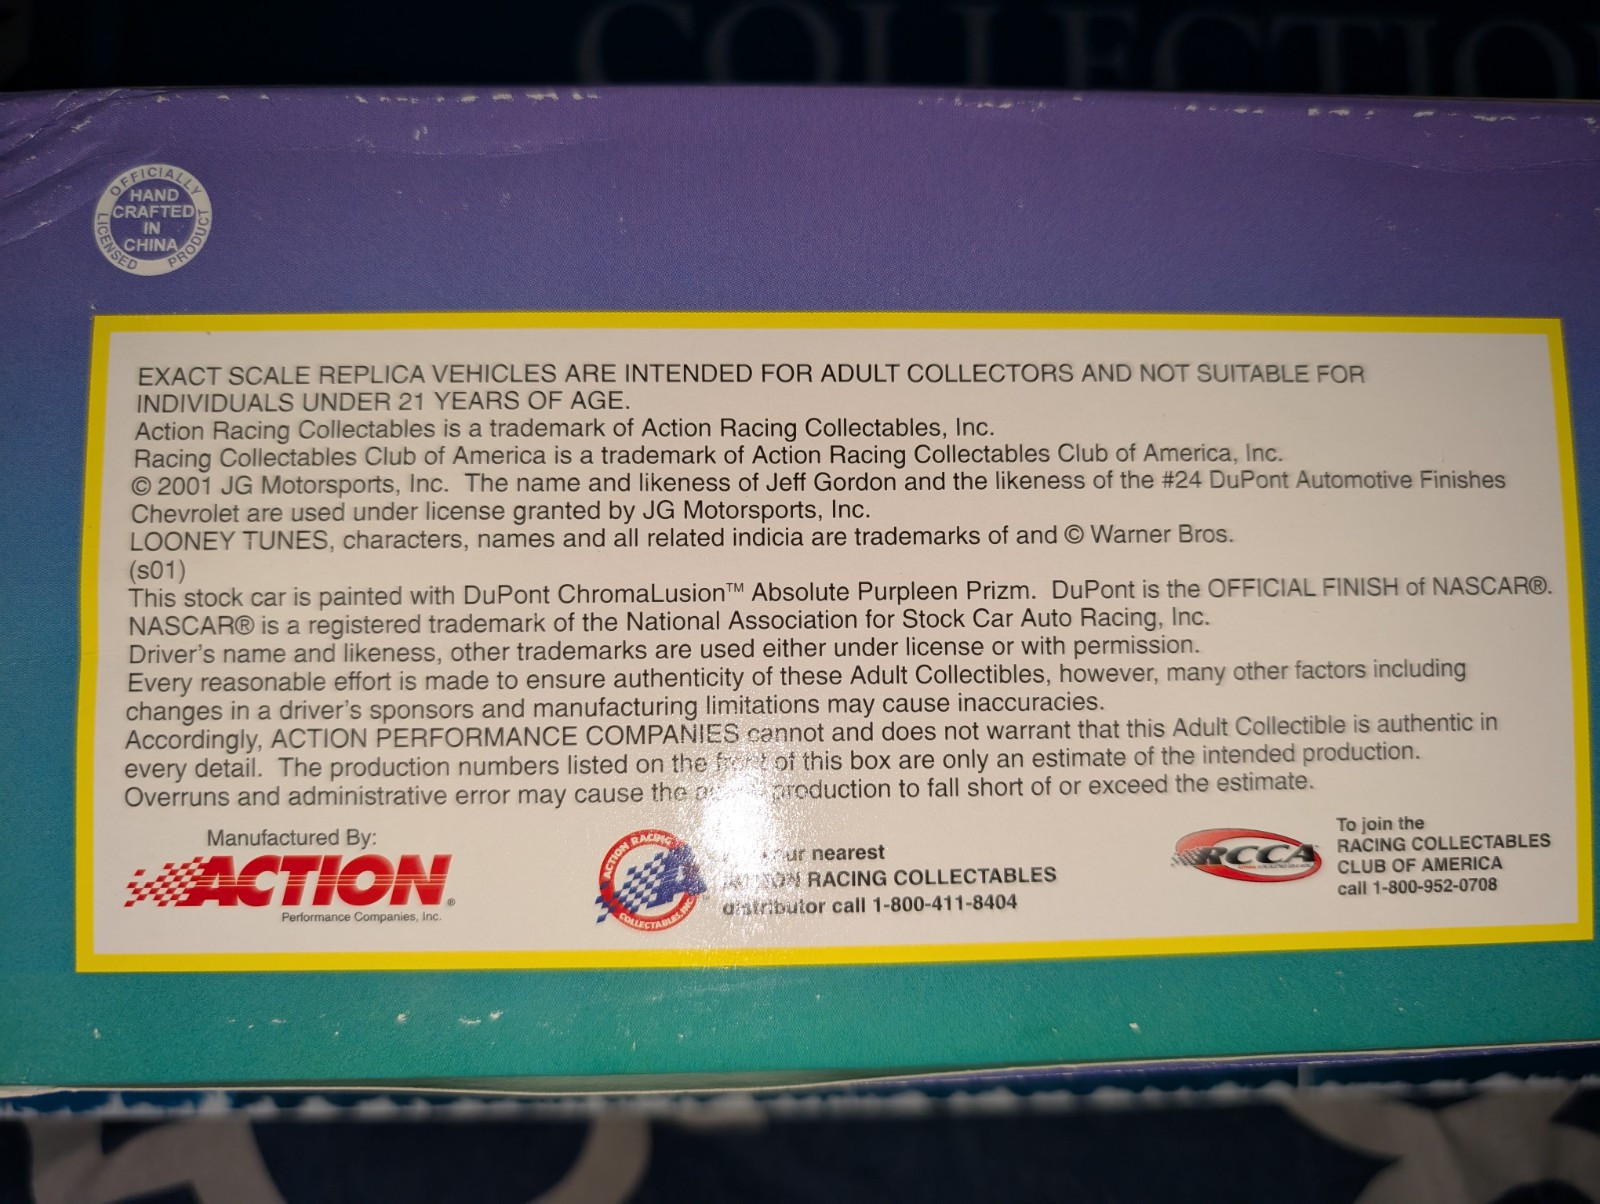 COLLECTION
OFFICIALLY LICENSED PRODUCT
HAND
CRAFTED
IN
CHINA
EXACT SCALE REPLICA VEHICLES ARE INTENDED FOR ADULT COLLECTORS AND NOT SUITABLE FOR
INDIVIDUALS UNDER 21 YEARS OF AGE.
Action Racing Collectables is a trademark of Action Racing Collectables, Inc.
Racing Collectables Club of America is a trademark of Action Racing Collectables Club of America, Inc.
© 2001 JG Motorsports, Inc. The name and likeness of Jeff Gordon and the likeness of the #24 DuPont Automotive Finishes
Chevrolet are used under license granted by JG Motorsports, Inc.
LOONEY TUNES, characters, names and all related indicia are trademarks of and © Warner Bros.
(s01)
This stock car is painted with DuPont ChromaLusion™ Absolute Purpleen Prizm. DuPont is the OFFICIAL FINISH of NASCAR®.
NASCAR® is a registered trademark of the National Association for Stock Car Auto Racing, Inc.
Driver's name and likeness, other trademarks are used either under license or with permission.
Every reasonable effort is made to ensure authenticity of these Adult Collectibles, however, many other factors including
changes in a driver's sponsors and manufacturing limitations may cause inaccuracies.
Accordingly, ACTION PERFORMANCE COMPANIES cannot and does not warrant that this Adult Collectible is authentic in
every detail. The production numbers listed on the front of this box are only an estimate of the intended production.
Overruns and administrative error may cause the production to fall short of or exceed the estimate.
Manufactured By:
ACTION®
Performance Companies, Inc.
ACTION RACING
COLLECTABLES, INC.
nearest
ACTION RACING COLLECTABLES
distributor call 1-800-411-8404
RCCA
To join the
RACING COLLECTABLES
CLUB OF AMERICA
call 1-800-952-0708